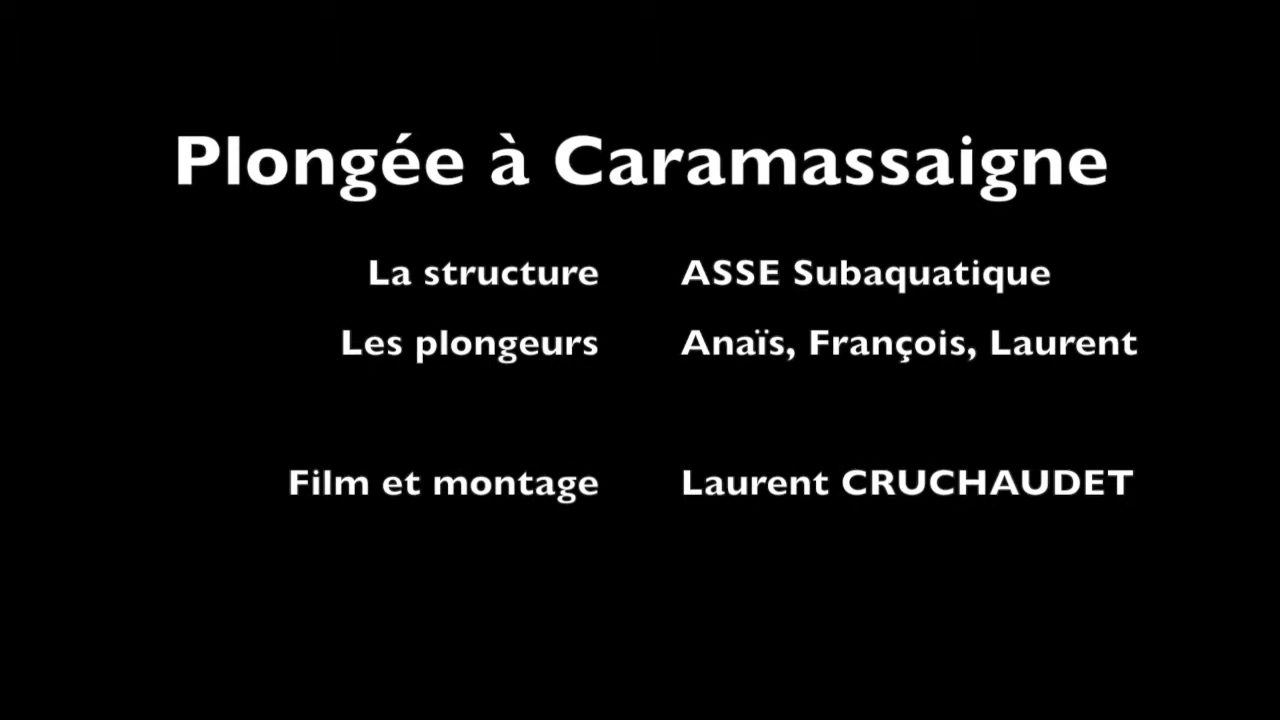 Plongée à Caramassaigne
La structure ASSE Subaquatique
Les plongeurs Anaïs, François, Laurent
Film et montage Laurent CRUCHAUDET